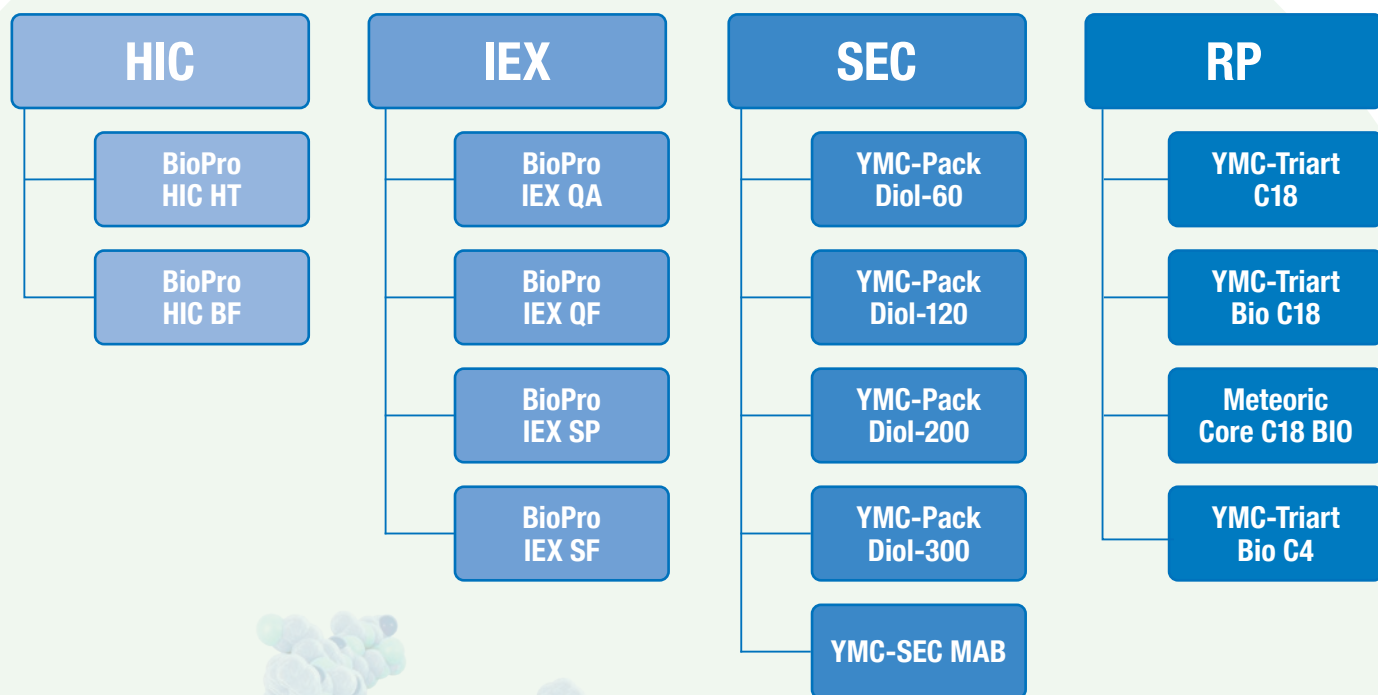 HIC
BioPro
HIC HT
BioPro
HIC BF
IEX
BioPro
IEX QA
BioPro
IEX QF
BioPro
IEX SP
BioPro
IEX SF
SEC
YMC-Pack
Diol-60
YMC-Pack
Diol-120
YMC-Pack
Diol-200
YMC-Pack
Diol-300
YMC-SEC MAB
RP
YMC-Triart
C18
YMC-Triart
Bio C18
Meteoric
Core C18 BIO
YMC-Triart
Bio C4